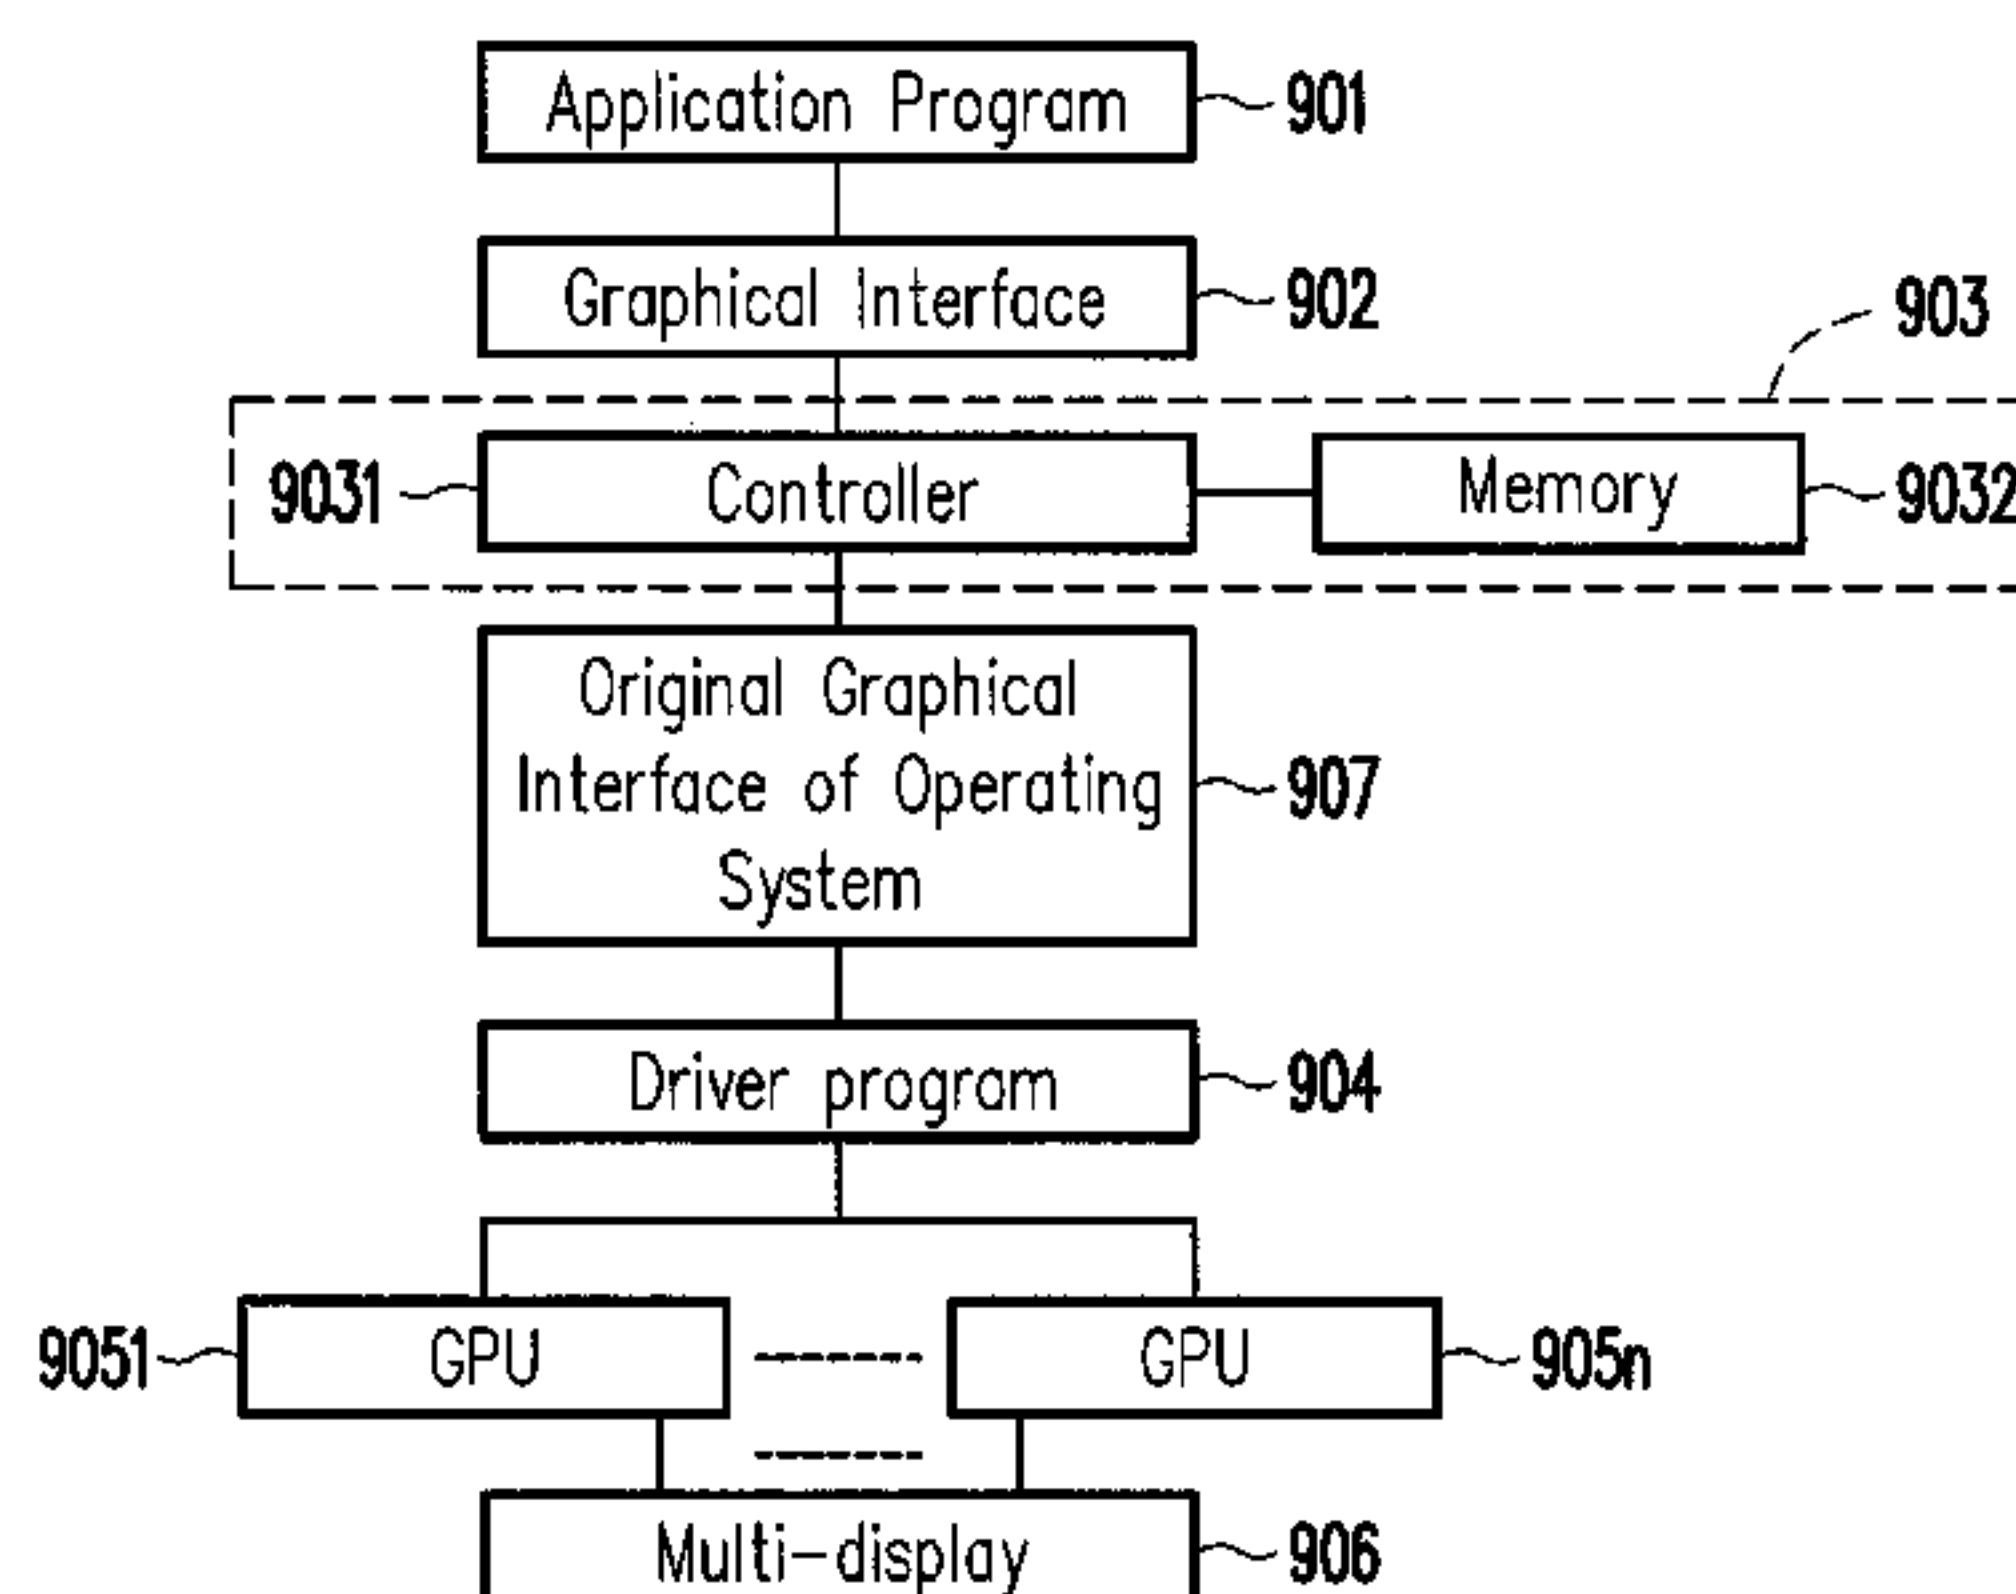 Application Program 901
Graphical Interface 902
903
9031 Controller Memory 9032
Original Graphical
Interface of Operating 907
System
Driver program 904
9051 GPU GPU 905n
Multi-display 906